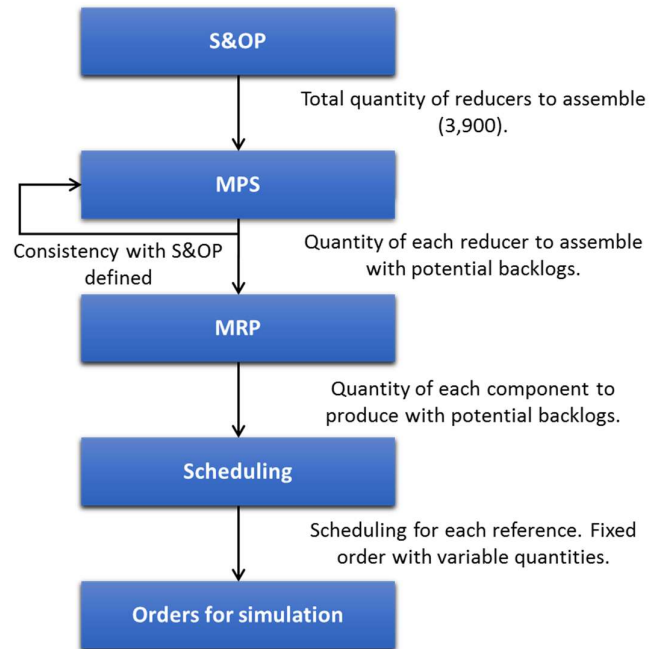 S&OP
Total quantity of reducers to assemble
(3,900).
MPS
Consistency with S&OP
defined
Quantity of each reducer to assemble
with potential backlogs.
MRP
Quantity of each component to
produce with potential backlogs.
Scheduling
Scheduling for each reference. Fixed
order with variable quantities.
Orders for simulation